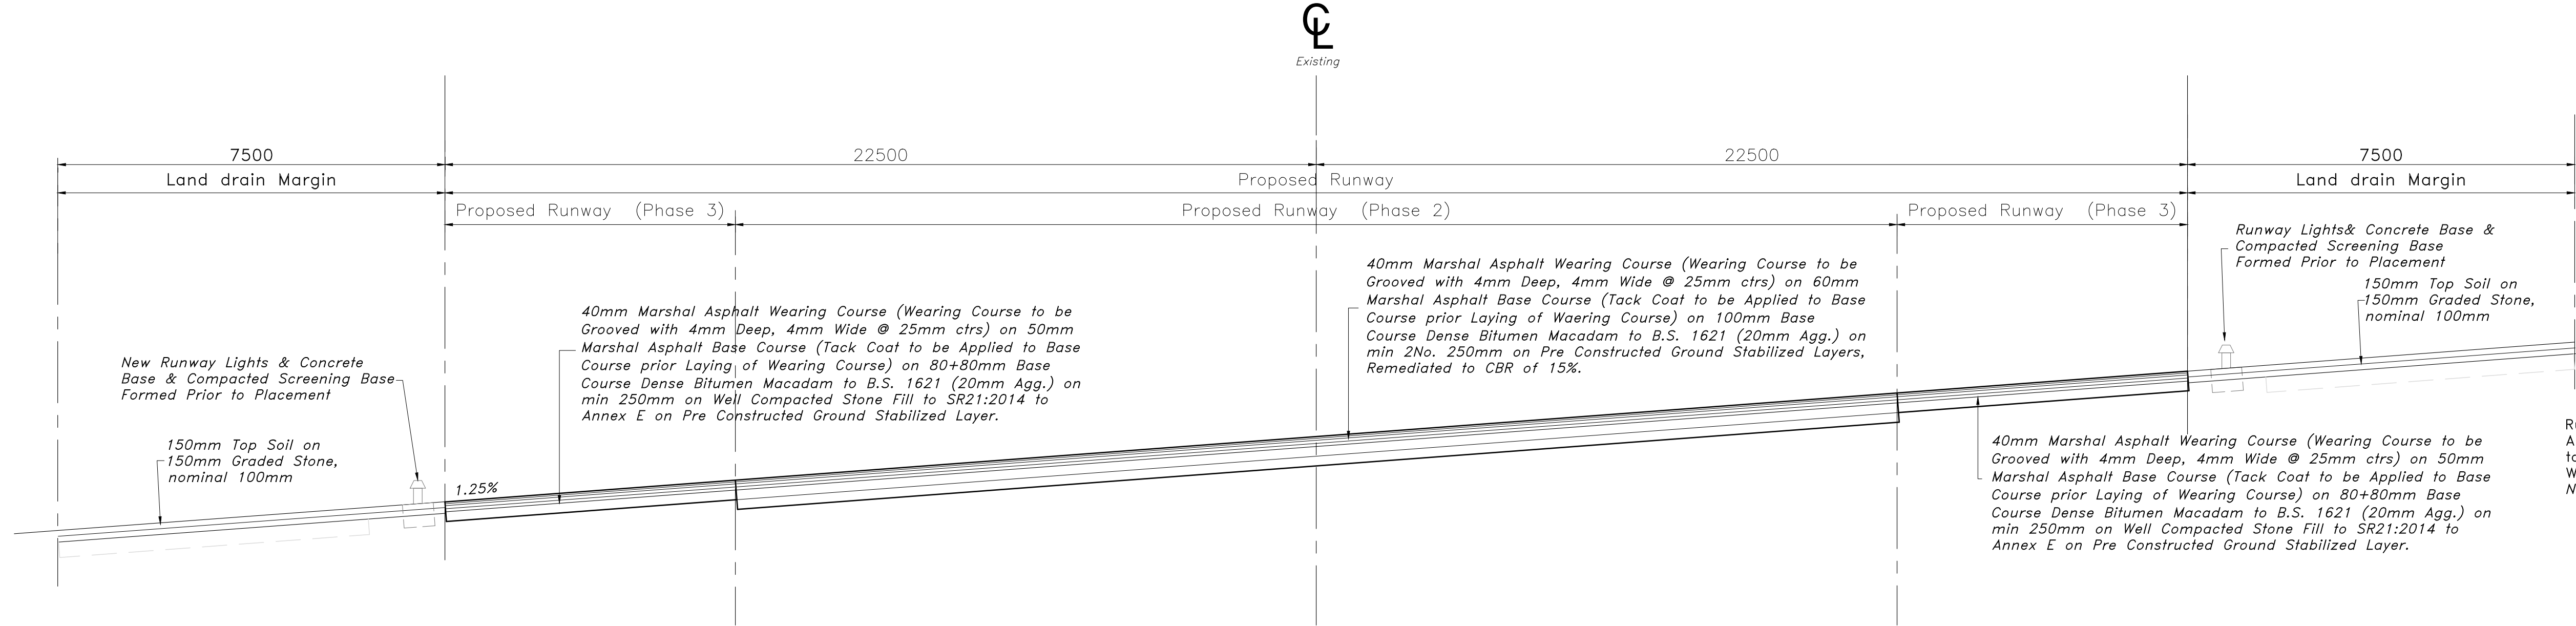 CL
Existing
7500
22500
22500
7500
Land drain Margin
Proposed Runway
Land drain Margin
Proposed Runway (Phase 3)
Proposed Runway (Phase 2)
Proposed Runway (Phase 3)
New Runway Lights & Concrete
Base & Compacted Screening Base
Formed Prior to Placement
150mm Top Soil on
150mm Graded Stone,
nominal 100mm
1.25%
40mm Marshal Asphalt Wearing Course (Wearing Course to be
Grooved with 4mm Deep, 4mm Wide @ 25mm ctrs) on 50mm
Marshal Asphalt Base Course (Tack Coat to be Applied to Base
Course prior Laying of Wearing Course) on 80+80mm Base
Course Dense Bitumen Macadam to B.S. 1621 (20mm Agg.) on
min 250mm on Well Compacted Stone Fill to SR21:2014 to
Annex E on Pre Constructed Ground Stabilized Layer.
40mm Marshal Asphalt Wearing Course (Wearing Course to be
Grooved with 4mm Deep, 4mm Wide @ 25mm ctrs) on 60mm
Marshal Asphalt Base Course (Tack Coat to be Applied to Base
Course prior Laying of Waering Course) on 100mm Base
Course Dense Bitumen Macadam to B.S. 1621 (20mm Agg.) on
min 2No. 250mm on Pre Constructed Ground Stabilized Layers,
Remediated to CBR of 15%.
Runway Lights& Concrete Base &
Compacted Screening Base
Formed Prior to Placement
150mm Top Soil on
150mm Graded Stone,
nominal 100mm
40mm Marshal Asphalt Wearing Course (Wearing Course to be
Grooved with 4mm Deep, 4mm Wide @ 25mm ctrs) on 50mm
Marshal Asphalt Base Course (Tack Coat to be Applied to Base
Course prior Laying of Wearing Course) on 80+80mm Base
Course Dense Bitumen Macadam to B.S. 1621 (20mm Agg.) on
min 250mm on Well Compacted Stone Fill to SR21:2014 to
Annex E on Pre Constructed Ground Stabilized Layer.